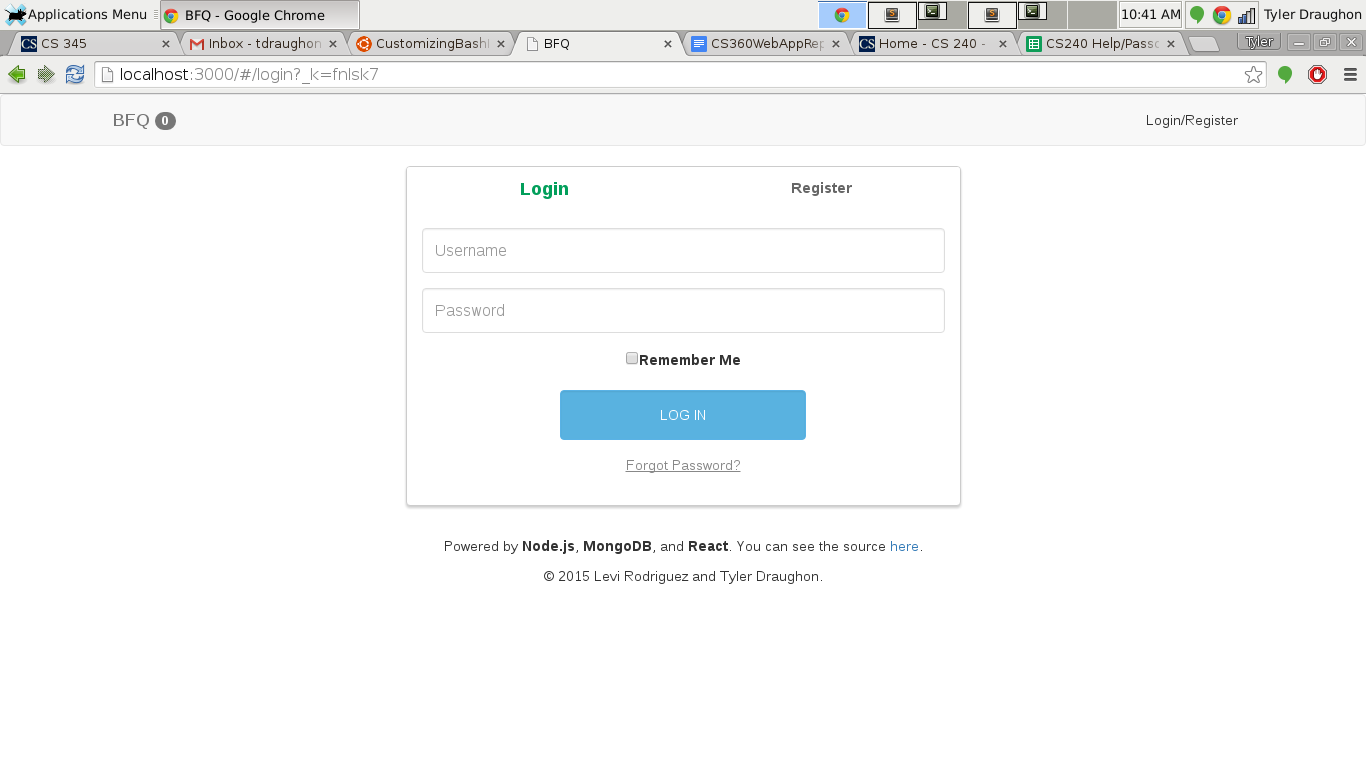 Applications Menu BFQ - Google Chrome 10:41 AM Tyler Draughon
CS 345 Inbox - tdraughon CustomizingBash BFQ CS360WebAppRep Home - CS 240 - CS240 Help/Passo Tyler
localhost:3000/#/login?_k=fnlsk7
BFQ 0 Login/Register
Login Register
Username
Password
Remember Me
LOG IN
Forgot Password?
Powered by Node.js, MongoDB, and React. You can see the source here.
© 2015 Levi Rodriguez and Tyler Draughon.